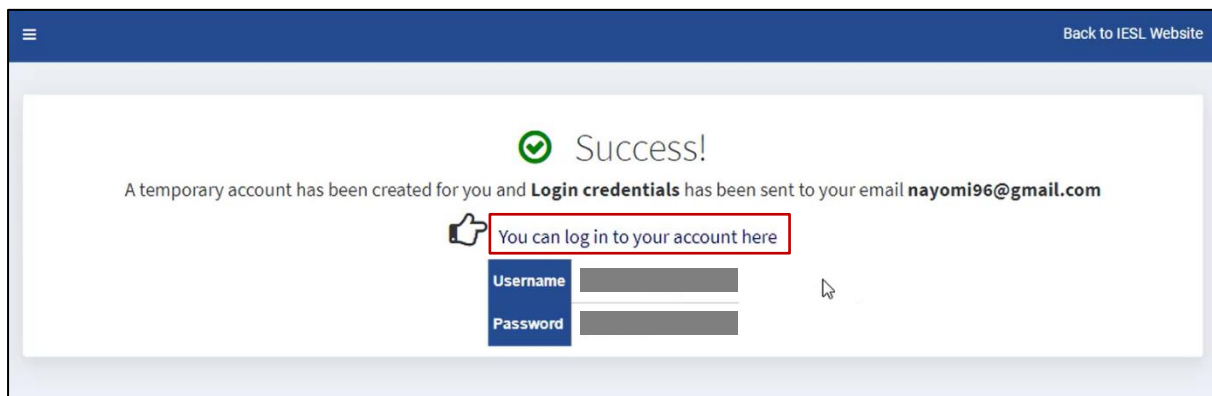 Back to IESL Website
Success!
A temporary account has been created for you and Login credentials has been sent to your email nayomi96@gmail.com
You can log in to your account here
Username
Password